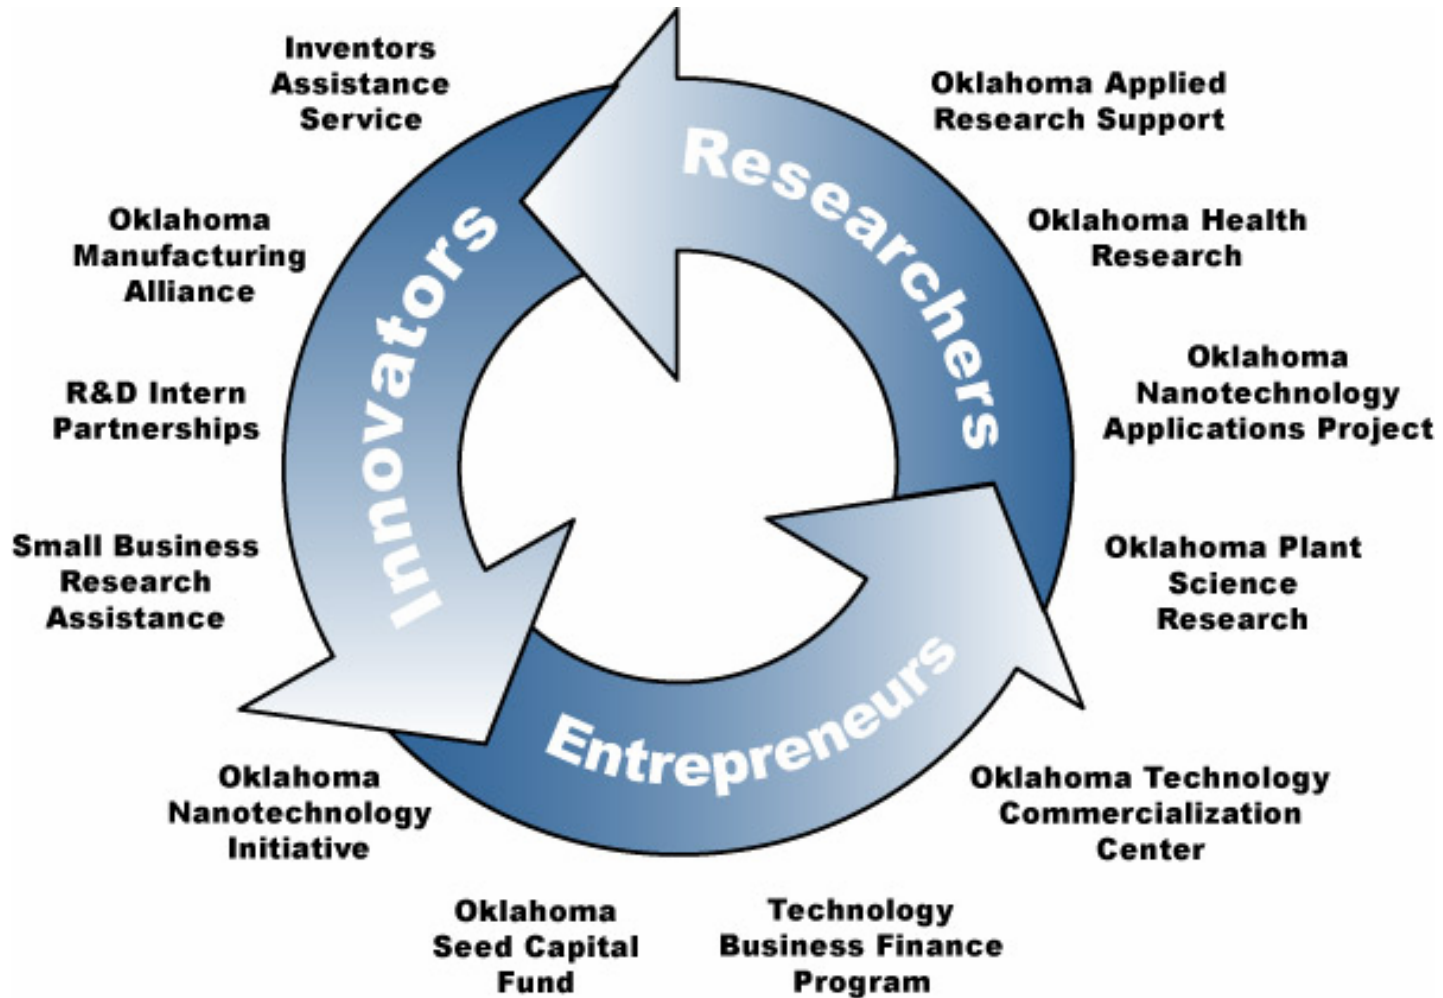 Inventors
Assistance
Service
Oklahoma Applied
Research Support
Researchers
Oklahoma
Manufacturing
Alliance
Oklahoma Health
Research
Innovators
R&D Intern
Partnerships
Oklahoma
Nanotechnology
Applications Project
Small Business
Research
Assistance
Oklahoma Plant
Science
Research
Entrepreneurs
Oklahoma
Nanotechnology
Initiative
Oklahoma Technology
Commercialization
Center
Oklahoma
Seed Capital
Fund
Technology
Business Finance
Program